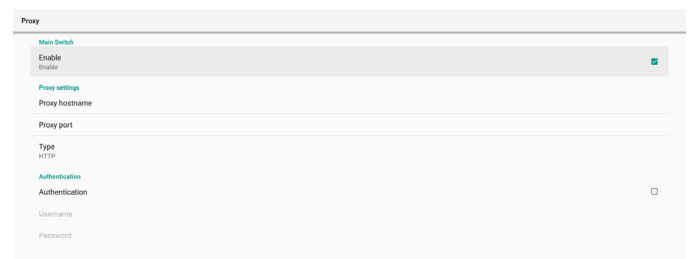 Proxy
Main Switch
Enable
Enable
Proxy settings
Proxy hostname
Proxy port
Type
HTTP
Authentication
Authentication
Username
Password